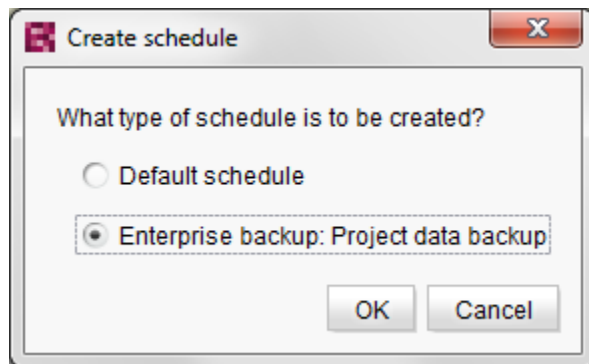 Create schedule
What type of schedule is to be created?
Default schedule
Enterprise backup: Project data backup
OK Cancel